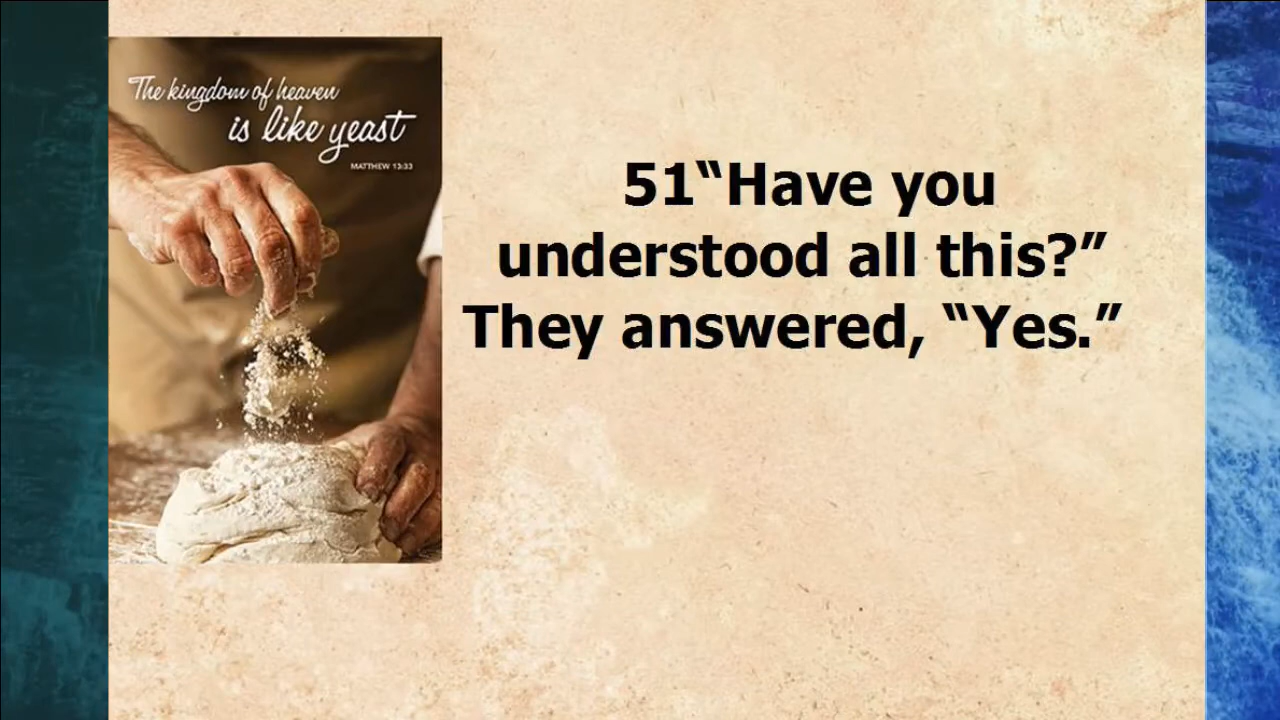 The kingdom of heaven
is like yeast
MATTHEW 13:33
51“Have you
understood all this?”
They answered, “Yes.”